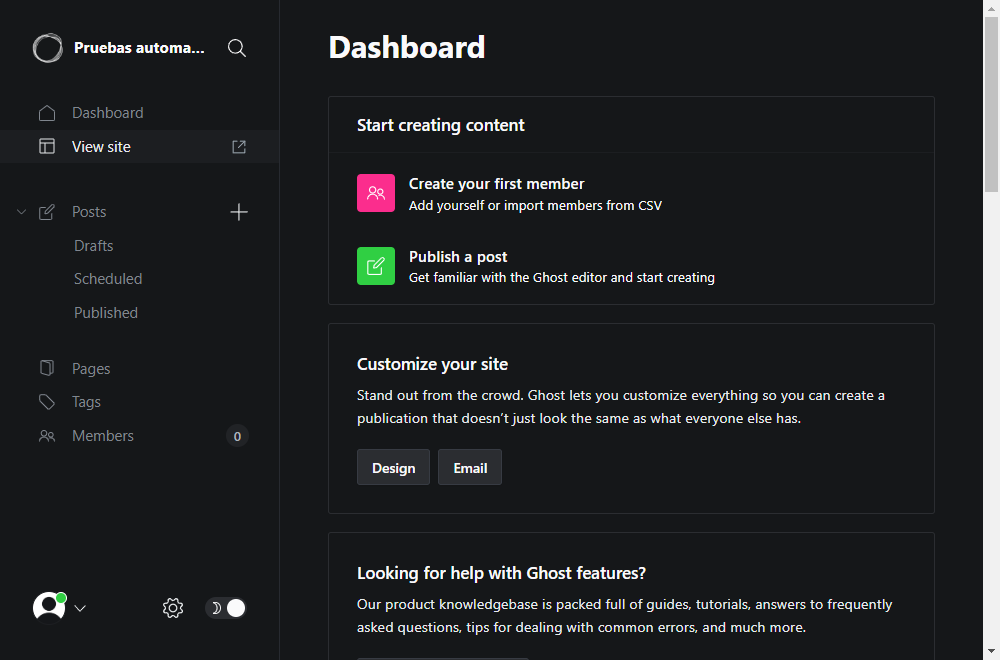 Pruebas automa...
Dashboard
View site
Posts
Drafts
Scheduled
Published
Pages
Tags
Members
0
Dashboard
Start creating content
Create your first member
Add yourself or import members from CSV
Publish a post
Get familiar with the Ghost editor and start creating
Customize your site
Stand out from the crowd. Ghost lets you customize everything so you can create a
publication that doesn’t just look the same as what everyone else has.
Design
Email
Looking for help with Ghost features?
Our product knowledgebase is packed full of guides, tutorials, answers to frequently
asked questions, tips for dealing with common errors, and much more.